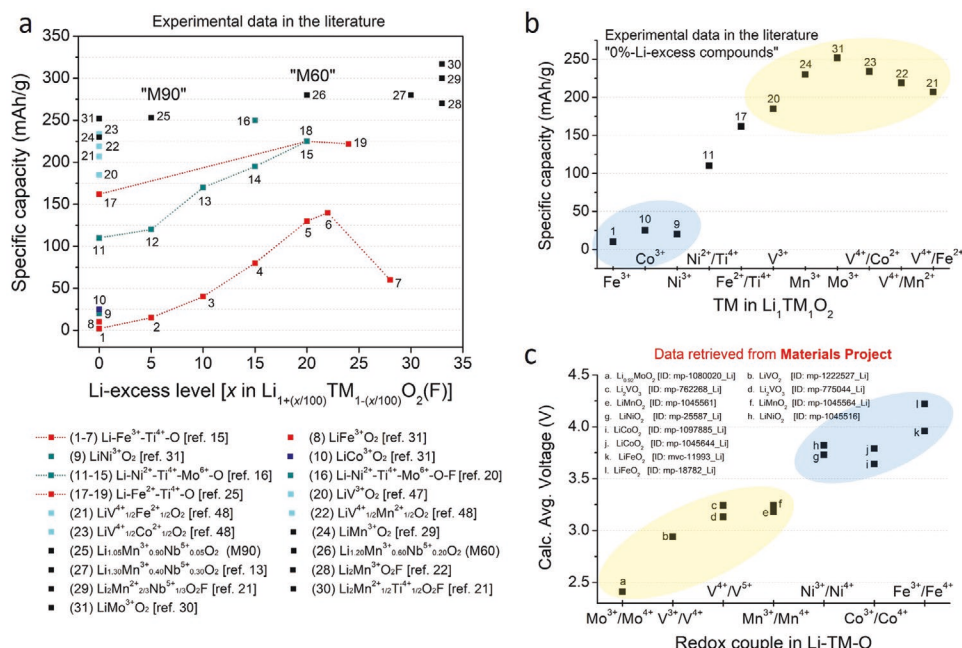 a
Experimental data in the literature
Specific capacity (mAh/g)
350
325
300
275
250
225
200
175
150
125
100
75
50
25
0
"M90"
"M60"
30
29
28
27
26
31
25
24
23
22
21
20
16
18
15
19
17
14
13
11
12
5
6
4
7
3
10
9
8
1
2
0
5
10
15
20
25
30
35
Li-excess level [x in Li1+(x/100)TM1-(x/100)O2(F)]
(1-7) Li-Fe³⁺-Ti⁴⁺-O [ref. 15]
(8) LiFe³⁺O₂ [ref. 31]
(9) LiNi³⁺O₂ [ref. 31]
(10) LiCo³⁺O₂ [ref. 31]
(11-15) Li-Ni²⁺-Ti⁴⁺-Mo⁶⁺-O [ref. 16]
(16) Li-Ni²⁺-Ti⁴⁺-Mo⁶⁺-O-F [ref. 20]
(17-19) Li-Fe²⁺-Ti⁴⁺-O [ref. 25]
(20) LiV³⁺O₂ [ref. 47]
(21) LiV⁴⁺1/2Fe²⁺1/2O₂ [ref. 48]
(22) LiV⁴⁺1/2Mn²⁺1/2O₂ [ref. 48]
(23) LiV⁴⁺1/2Co²⁺1/2O₂ [ref. 48]
(24) LiMn³⁺O₂ [ref. 29]
(25) Li1.05Mn³⁺0.90Nb⁵⁺0.05O₂ (M90)
(26) Li1.20Mn³⁺0.60Nb⁵⁺0.20O₂ (M60)
(27) Li1.30Mn³⁺0.40Nb⁵⁺0.30O₂ [ref. 13]
(28) Li₂Mn³⁺O₂F [ref. 22]
(29) Li₂Mn²⁺2/3Nb⁵⁺1/3O₂F [ref. 21]
(30) Li₂Mn²⁺1/2Ti⁴⁺1/2O₂F [ref. 21]
(31) LiMo³⁺O₂ [ref. 30]
b
Experimental data in the literature
"0%-Li-excess compounds"
Specific capacity (mAh/g)
300
250
200
150
100
50
0
31
24
23
22
21
20
17
11
1
10
9
Co³⁺
Ni²⁺/Ti⁴⁺
V³⁺
V⁴⁺/Co²⁺
V⁴⁺/Fe²⁺
Fe³⁺
Ni³⁺
Fe²⁺/Ti⁴⁺
Mn³⁺
Mo³⁺
V⁴⁺/Mn²⁺
TM in Li₁TM₁O₂
c
Data retrieved from Materials Project
Calc. Avg. Voltage (V)
4.5
4.0
3.5
3.0
2.5
a. Li0.92MoO₂ [ID: mp-1080020_Li]
b. LiVO₂ [ID: mp-1222527_Li]
c. Li₂VO₃ [ID: mp-762268_Li]
d. Li₂VO₃ [ID: mp-775044_Li]
e. LiMnO₂ [ID: mp-1045561]
f. LiMnO₂ [ID: mp-1045564_Li]
g. LiNiO₂ [ID: mp-25587_Li]
h. LiNiO₂ [ID: mp-1045516]
i. LiCoO₂ [ID: mp-1097885_Li]
j. LiCoO₂ [ID: mp-1045644_Li]
k. LiFeO₂ [ID: mvc-11993_Li]
l. LiFeO₂ [ID: mp-18782_Li]
l
k
h
g
j
i
c
d
f
e
b
a
V⁴⁺/V⁵⁺
Ni³⁺/Ni⁴⁺
Fe³⁺/Fe⁴⁺
Mo³⁺/Mo⁴⁺
V³⁺/V⁴⁺
Mn³⁺/Mn⁴⁺
Co³⁺/Co⁴⁺
Redox couple in Li-TM-O